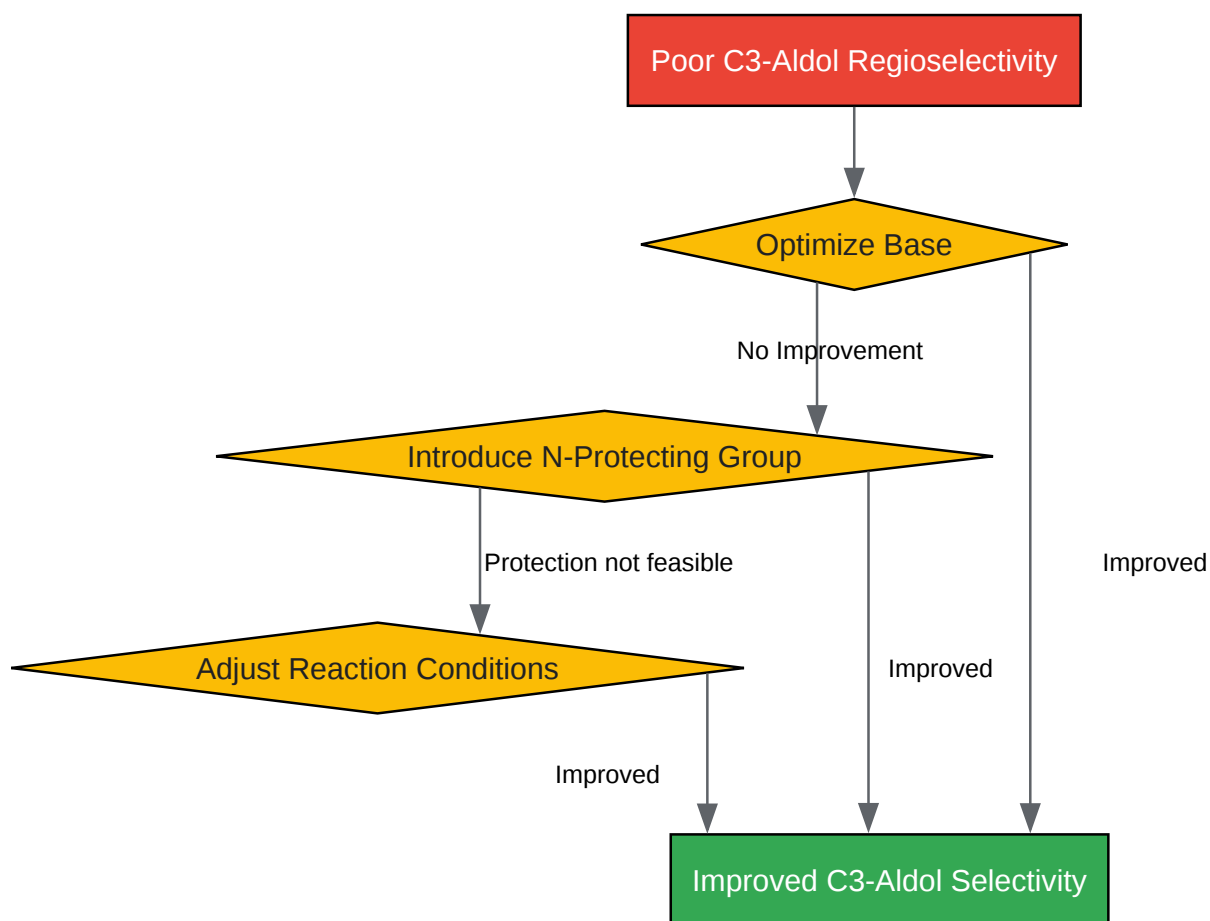 Poor C3-Aldol Regioselectivity
Optimize Base
No Improvement
Introduce N-Protecting Group
Protection not feasible
Improved
Adjust Reaction Conditions
Improved
Improved
Improved C3-Aldol Selectivity